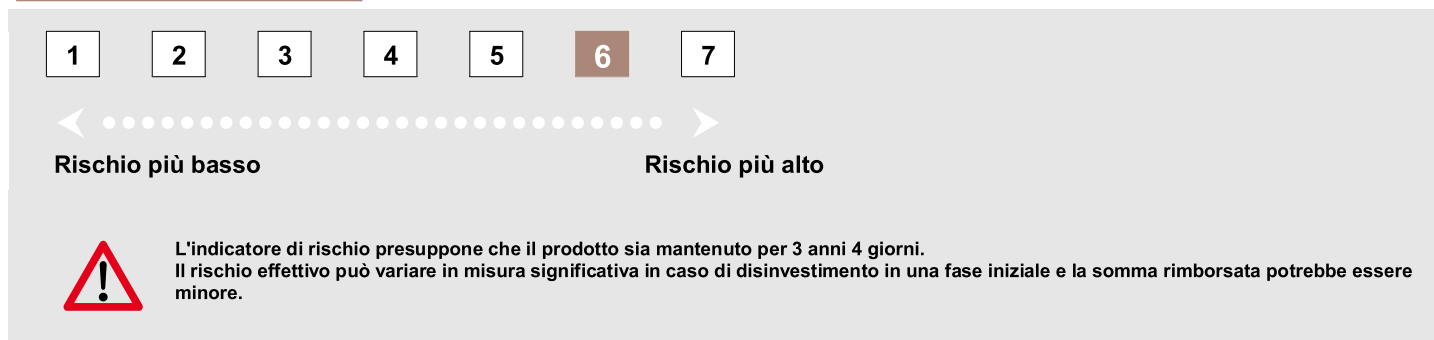 1 2 3 4 5 6 7
Rischio più basso Rischio più alto
L'indicatore di rischio presuppone che il prodotto sia mantenuto per 3 anni 4 giorni.
Il rischio effettivo può variare in misura significativa in caso di disinvestimento in una fase iniziale e la somma rimborsata potrebbe essere
minore.